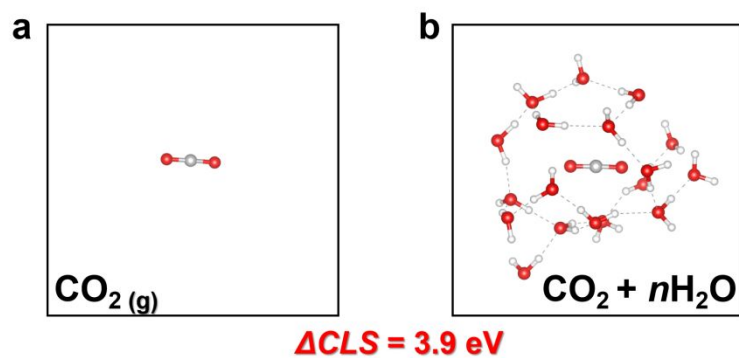 a
b
CO₂ (g)
CO₂ + nH₂O
ΔCLS = 3.9 eV